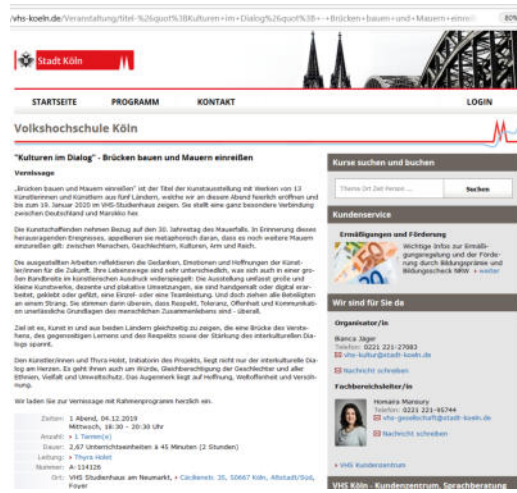 vhs-koeln.de/Veranstaltung/titel-%26quot%3BKulturen+im+Dialog%26quot%3B+-+Brücken+bauen+und+Mauern+einrei
80%
Stadt Köln
STARTSEITE PROGRAMM KONTAKT LOGIN
Volkshochschule Köln
"Kulturen im Dialog" - Brücken bauen und Mauern einreißen
Vernissage
„Brücken bauen und Mauern einreißen" ist der Titel der Kunstausstellung mit Werken von 13
Künstlerinnen und Künstlern aus fünf Ländern, welche wir an diesem Abend feierlich eröffnen und
bis zum 19. Januar 2020 im VHS-Studienhaus zeigen. Sie stellt eine ganz besondere Verbindung
zwischen Deutschland und Marokko her.
Die Kunstschaffenden nehmen Bezug auf den 30. Jahrestag des Mauerfalls. In Erinnerung dieses
herausragenden Ereignisses, appellieren sie metaphorisch daran, dass es noch weitere Mauern
einzureißen gilt: zwischen Menschen, Geschlechtern, Kulturen, Arm und Reich.
Die ausgestellten Arbeiten reflektieren die Gedanken, Emotionen und Hoffnungen der Künst-
ler/innen für die Zukunft. Ihre Lebenswege sind sehr unterschiedlich, was sich auch in einer gro-
ßen Bandbreite im künstlerischen Ausdruck widerspiegelt: Die Ausstellung umfasst große und
kleine Kunstwerke, dezente und plakative Umsetzungen, sie sind handgemalt oder digital erar-
beitet, geklebt oder gefilzt, eine Einzel- oder eine Teamleistung. Und doch ziehen alle Beteiligten
an einem Strang. Sie stimmen darin überein, dass Respekt, Toleranz, Offenheit und Kommunikati-
on unerlässliche Grundlagen des menschlichen Zusammenlebens sind - überall.
Ziel ist es, Kunst in und aus beiden Ländern gleichzeitig zu zeigen, die eine Brücke des Verste-
hens, des gegenseitigen Lernens und des Respekts sowie der Stärkung des interkulturellen Dia-
logs spannt.
Den Künstler/innen und Thyra Holst, Initiatorin des Projekts, liegt nicht nur der interkulturelle Dia-
log am Herzen. Es geht ihnen auch um Würde, Gleichberechtigung der Geschlechter und aller
Ethnien, Vielfalt und Umweltschutz. Das Augenmerk liegt auf Hoffnung, Weltoffenheit und Versöh-
nung.
Wir laden Sie zur Vernissage mit Rahmenprogramm herzlich ein.
Zeiten: 1 Abend, 04.12.2019
Mittwoch, 18:30 - 20:30 Uhr
Anzahl: 1 Termin(e)
Dauer: 2,67 Unterrichtseinheiten à 45 Minuten (2 Stunden)
Leitung: Thyra Holst
Nummer: A-114126
Ort: VHS Studienhaus am Neumarkt, Cäcilienstr. 35, 50667 Köln, Altstadt/Süd,
Foyer
Kurse suchen und buchen
Thema Ort Zeit Person ... Suchen
Kundenservice
Ermäßigungen und Förderung
Wichtige Infos zur Ermäßi-
gungsregelung und der Förde-
rung durch Bildungsprämie und
Bildungsscheck NRW » weiter
Wir sind für Sie da
Organisator/in
Bianca Jäger
Telefon: 0221 221-27083
vhs-kultur@stadt-koeln.de
Nachricht schreiben
Fachbereichsleiter/in
Homaira Mansury
Telefon: 0221 221-95744
vhs-gesellschaft@stadt-koeln.de
Nachricht schreiben
VHS Kundenzentrum
VHS Köln - Kundenzentrum, Sprachberatung